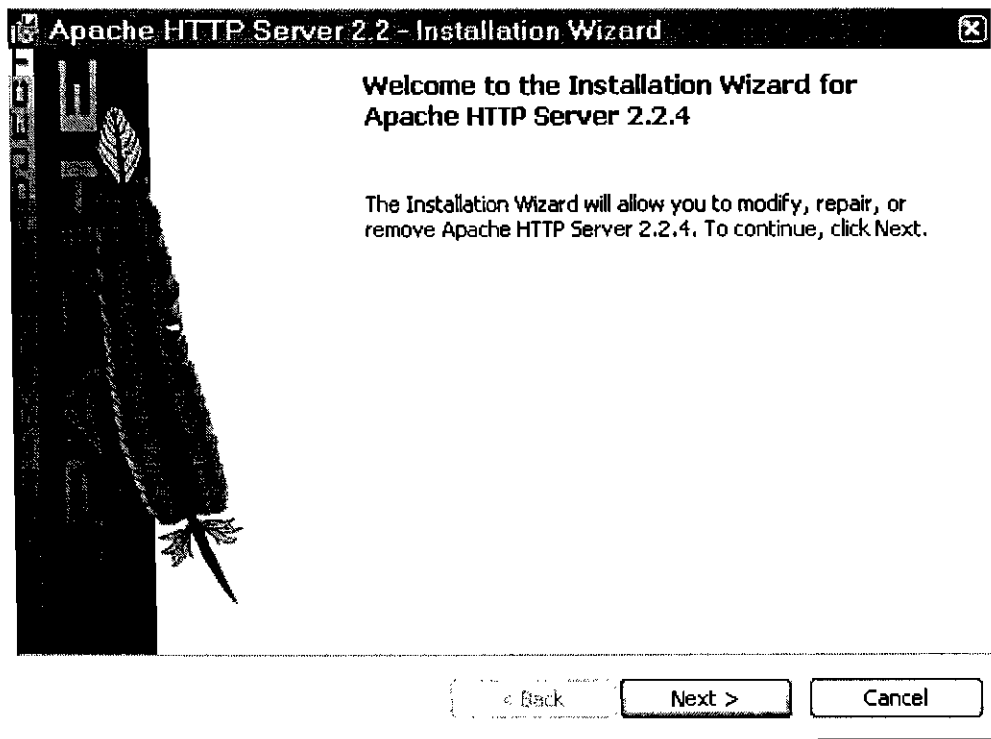 Apache HTTP Server 2.2 - Installation Wizard
Welcome to the Installation Wizard for
Apache HTTP Server 2.2.4
The Installation Wizard will allow you to modify, repair, or
remove Apache HTTP Server 2.2.4. To continue, click Next.
< Back
Next >
Cancel